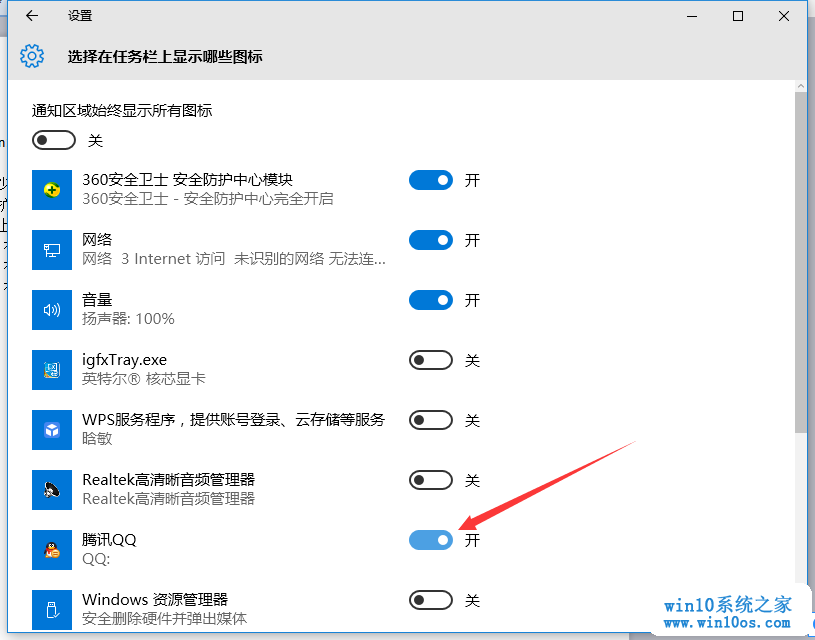 设置
选择在任务栏上显示哪些图标
通知区域始终显示所有图标
关
360安全卫士 安全防护中心模块
360安全卫士 - 安全防护中心完全开启
开
网络
网络 3 Internet 访问 未识别的网络 无法连...
开
音量
扬声器: 100%
开
igfxTray.exe
英特尔® 核芯显卡
关
WPS服务程序，提供账号登录、云存储等服务
晗敏
关
Realtek高清晰音频管理器
Realtek高清晰音频管理器
关
腾讯QQ
QQ:
开
Windows 资源管理器
安全删除硬件并弹出媒体
关
win10系统之家
www.win10os.com